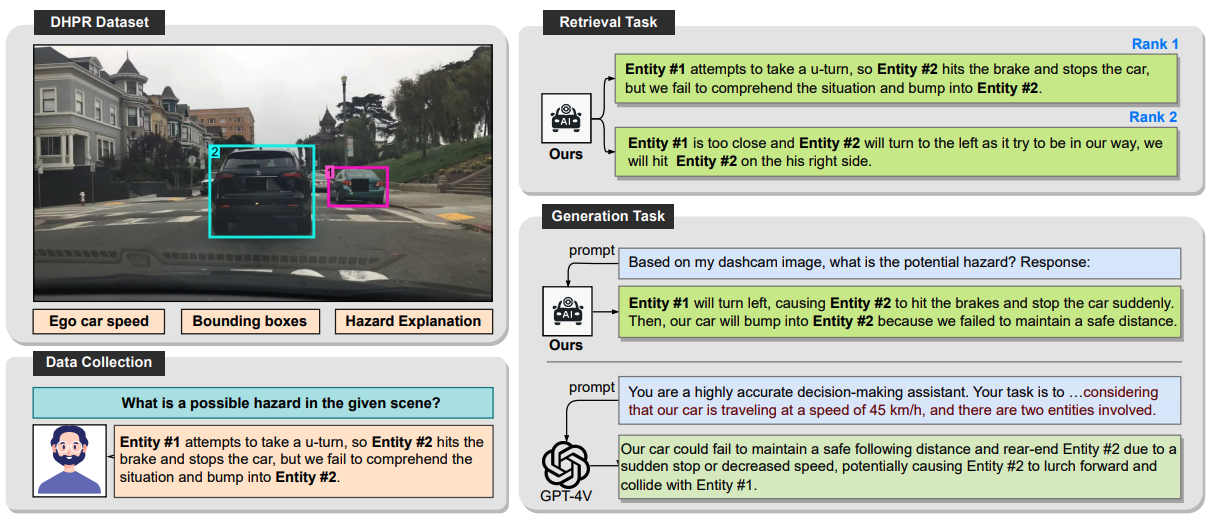 DHPR Dataset
2
1
Ego car speed
Bounding boxes
Hazard Explanation
Data Collection
What is a possible hazard in the given scene?
Entity #1 attempts to take a u-turn, so Entity #2 hits the
brake and stops the car, but we fail to comprehend the
situation and bump into Entity #2.
Retrieval Task
Rank 1
Entity #1 attempts to take a u-turn, so Entity #2 hits the brake and stops the car,
but we fail to comprehend the situation and bump into Entity #2.
AI
Ours
Rank 2
Entity #1 is too close and Entity #2 will turn to the left as it try to be in our way, we
will hit Entity #2 on the his right side.
Generation Task
prompt
Based on my dashcam image, what is the potential hazard? Response:
AI
Ours
Entity #1 will turn left, causing Entity #2 to hit the brakes and stop the car suddenly.
Then, our car will bump into Entity #2 because we failed to maintain a safe distance.
prompt
You are a highly accurate decision-making assistant. Your task is to …considering
that our car is traveling at a speed of 45 km/h, and there are two entities involved.
GPT-4V
Our car could fail to maintain a safe following distance and rear-end Entity #2 due to a
sudden stop or decreased speed, potentially causing Entity #2 to lurch forward and
collide with Entity #1.